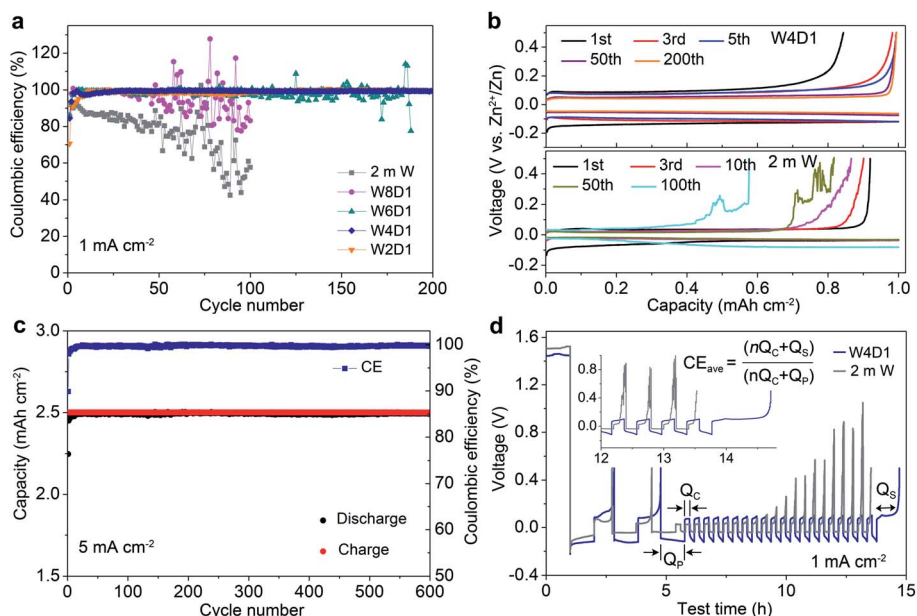 a
120
100
80
60
40
20
0
Coulombic efficiency (%)
2 m W
W8D1
W6D1
W4D1
W2D1
1 mA cm-2
0 50 100 150 200
Cycle number
b
0.4
0.2
0.0
-0.2
1st 3rd 5th W4D1
50th 200th
0.4
0.2
0.0
-0.2
1st 3rd 10th 2 m W
50th 100th
Voltage (V vs. Zn2+/Zn)
0.0 0.2 0.4 0.6 0.8 1.0
Capacity (mAh cm-2)
c
3.0
2.5
2.0
1.5
Capacity (mAh cm-2)
CE
Discharge
Charge
5 mA cm-2
100
90
80
70
60
50
Coulombic efficiency (%)
0 100 200 300 400 500 600
Cycle number
d
1.6
1.2
0.8
0.4
0.0
-0.4
Voltage (V)
0.8
0.4
0.0
12 13 14
CEave = (nQC+QS)
(nQC+QP)
W4D1
2 m W
QC
QS
QP
1 mA cm-2
0 5 10 15
Test time (h)